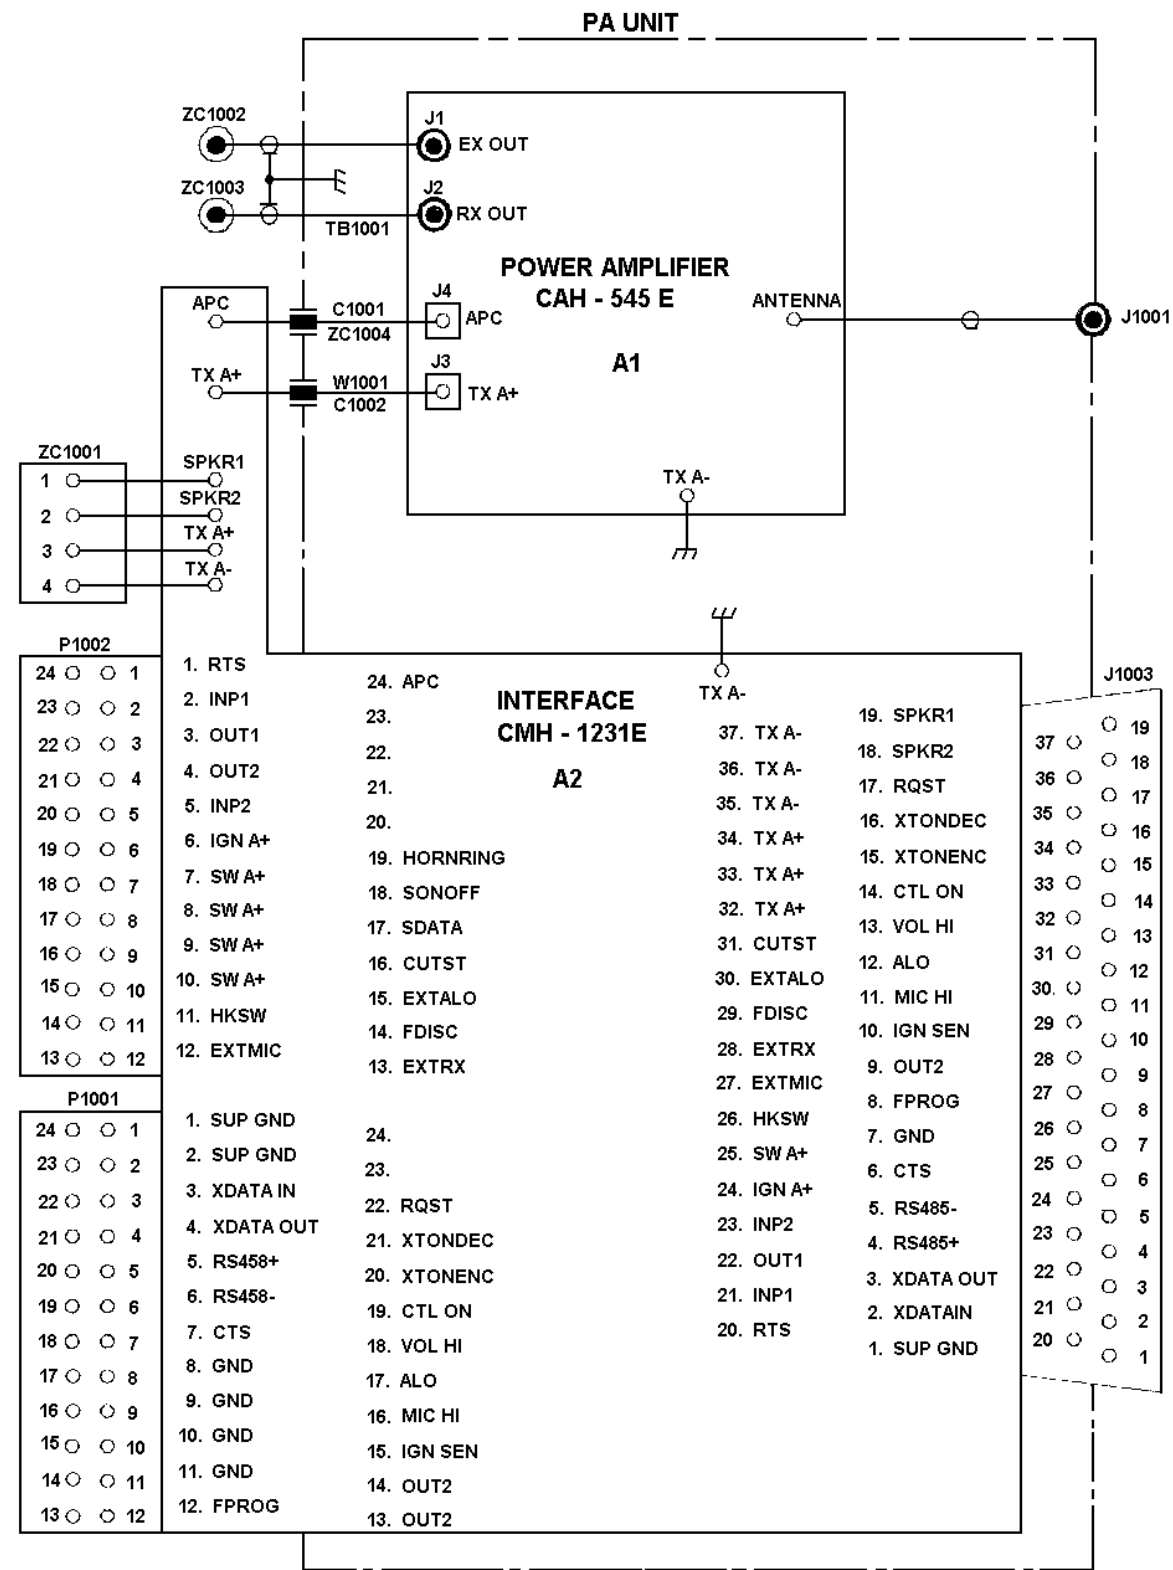 PA UNIT
ZC1002
J1
EX OUT
ZC1003
J2
RX OUT
TB1001
POWER AMPLIFIER
CAH - 545 E
A1
ANTENNA
J1001
APC
C1001
ZC1004
J4
APC
TX A+
W1001
C1002
J3
TX A+
TX A-
ZC1001
1
2
3
4
SPKR1
SPKR2
TX A+
TX A-
P1002
24 1
23 2
22 3
21 4
20 5
19 6
18 7
17 8
16 9
15 10
14 11
13 12
1. RTS
2. INP1
3. OUT1
4. OUT2
5. INP2
6. IGN A+
7. SW A+
8. SW A+
9. SW A+
10. SW A+
11. HKSW
12. EXTMIC
24. APC
23.
22.
21.
20.
19. HORNRING
18. SONOFF
17. SDATA
16. CUTST
15. EXTALO
14. FDISC
13. EXTRX
INTERFACE
CMH - 1231E
A2
TX A-
P1001
24 1
23 2
22 3
21 4
20 5
19 6
18 7
17 8
16 9
15 10
14 11
13 12
1. SUP GND
2. SUP GND
3. XDATA IN
4. XDATA OUT
5. RS458+
6. RS458-
7. CTS
8. GND
9. GND
10. GND
11. GND
12. FPROG
24.
23.
22. RQST
21. XTONDEC
20. XTONENC
19. CTL ON
18. VOL HI
17. ALO
16. MIC HI
15. IGN SEN
14. OUT2
13. OUT2
37. TX A-
36. TX A-
35. TX A-
34. TX A+
33. TX A+
32. TX A+
31. CUTST
30. EXTALO
29. FDISC
28. EXTRX
27. EXTMIC
26. HKSW
25. SW A+
24. IGN A+
23. INP2
22. OUT1
21. INP1
20. RTS
19. SPKR1
18. SPKR2
17. RQST
16. XTONDEC
15. XTONENC
14. CTL ON
13. VOL HI
12. ALO
11. MIC HI
10. IGN SEN
9. OUT2
8. FPROG
7. GND
6. CTS
5. RS485-
4. RS485+
3. XDATA OUT
2. XDATAIN
1. SUP GND
J1003
37
36
35
34
33
32
31
30.
29
28
27
26
25
24
23
22
21
20
19
18
17
16
15
14
13
12
11
10
9
8
7
6
5
4
3
2
1